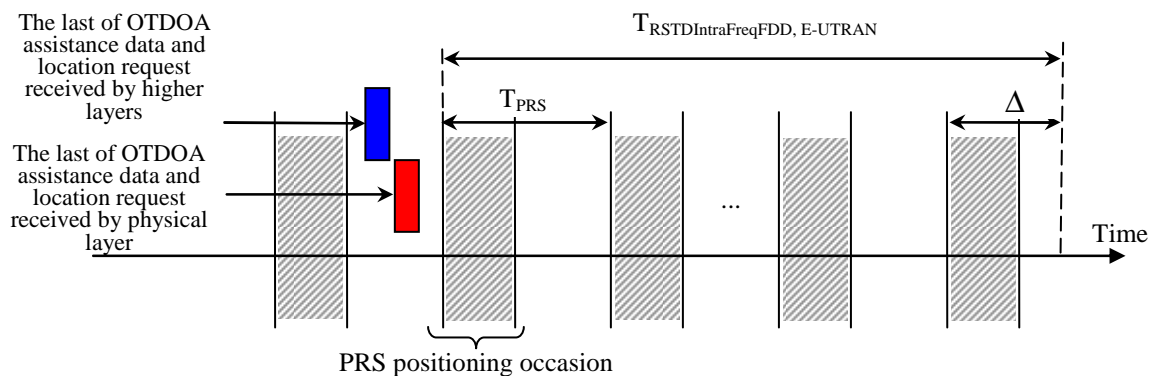 The last of OTDOA
assistance data and
location request
received by higher
layers
The last of OTDOA
assistance data and
location request
received by physical
layer
T_RSTDIntraFreqFDD, E-UTRAN
T_PRS
Δ
...
Time
PRS positioning occasion